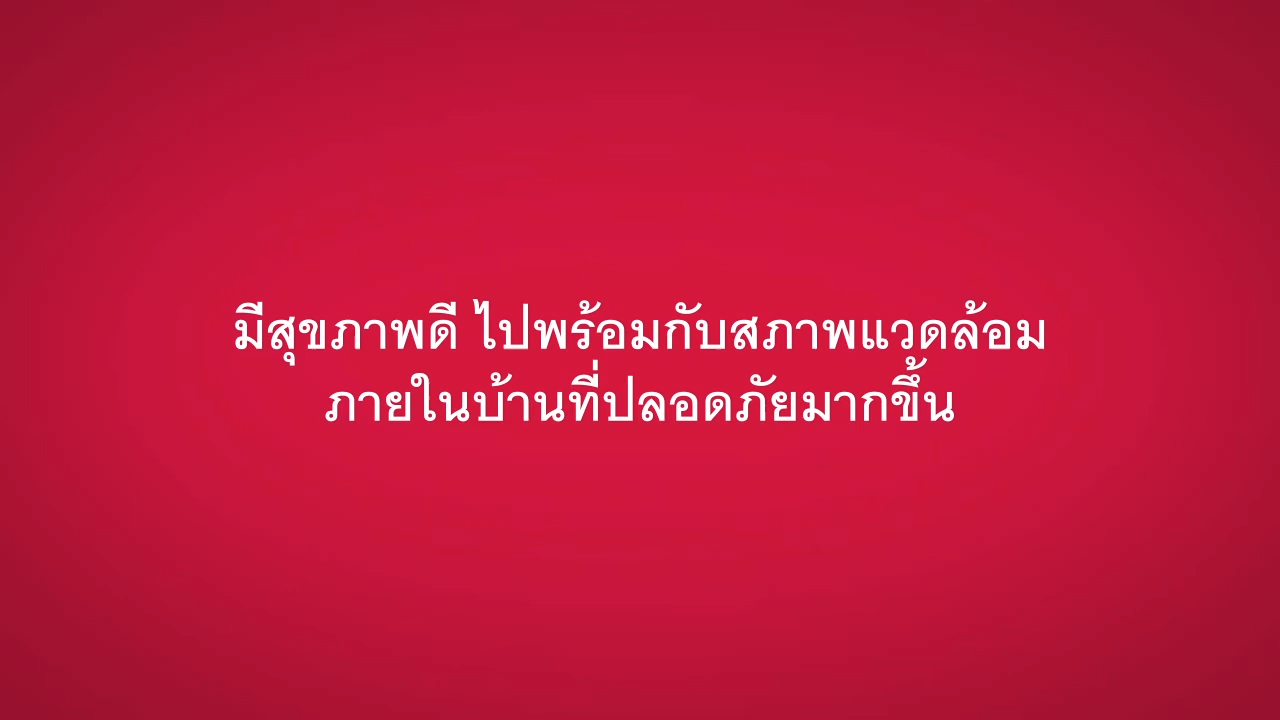 มีสุขภาพดี ไปพร้อมกับสภาพแวดล้อม
ภายในบ้านที่ปลอดภัยมากขึ้น